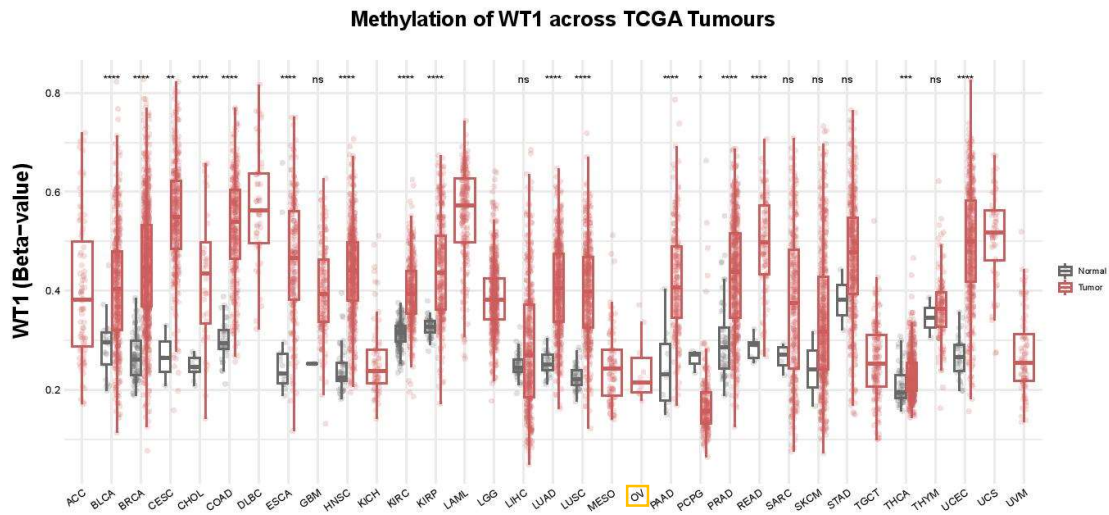 Methylation of WT1 across TCGA Tumours
**** **** ** **** **** **** ns **** **** **** ns **** **** **** * **** **** ns ns ns *** ns ****
0.8
0.6
0.4
0.2
WT1 (Beta−value)
Normal
Tumor
ACC BLCA BRCA CESC CHOL COAD DLBC ESCA GBM HNSC KICH KIRC KIRP LAML LGG LIHC LUAD LUSC MESO OV PAAD PCPG PRAD READ SARC SKCM STAD TGCT THCA THYM UCEC UCS UVM